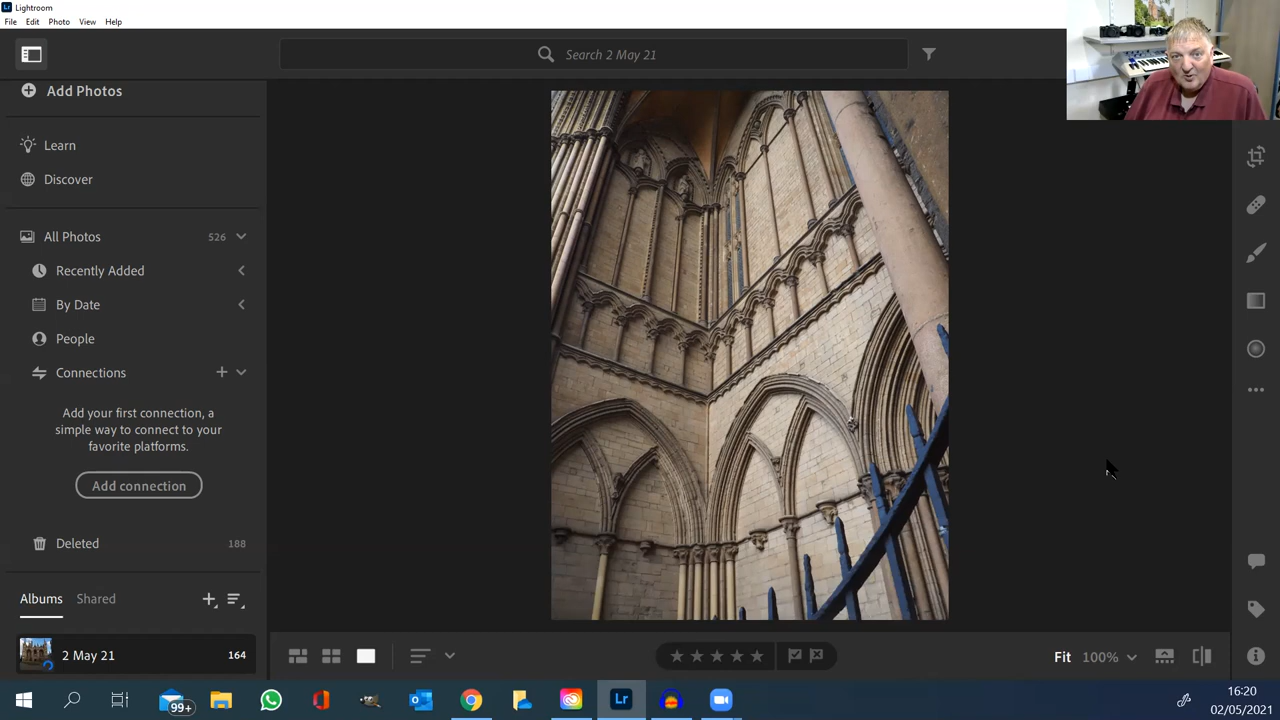 Lr Lightroom
File Edit Photo View Help
Search 2 May 21
Add Photos
Learn
Discover
All Photos 526
Recently Added
By Date
People
Connections
Add your first connection, a
simple way to connect to your
favorite platforms.
Add connection
Deleted 188
Albums Shared
2 May 21 164
Fit 100%
99+ Lr
16:20
02/05/2021